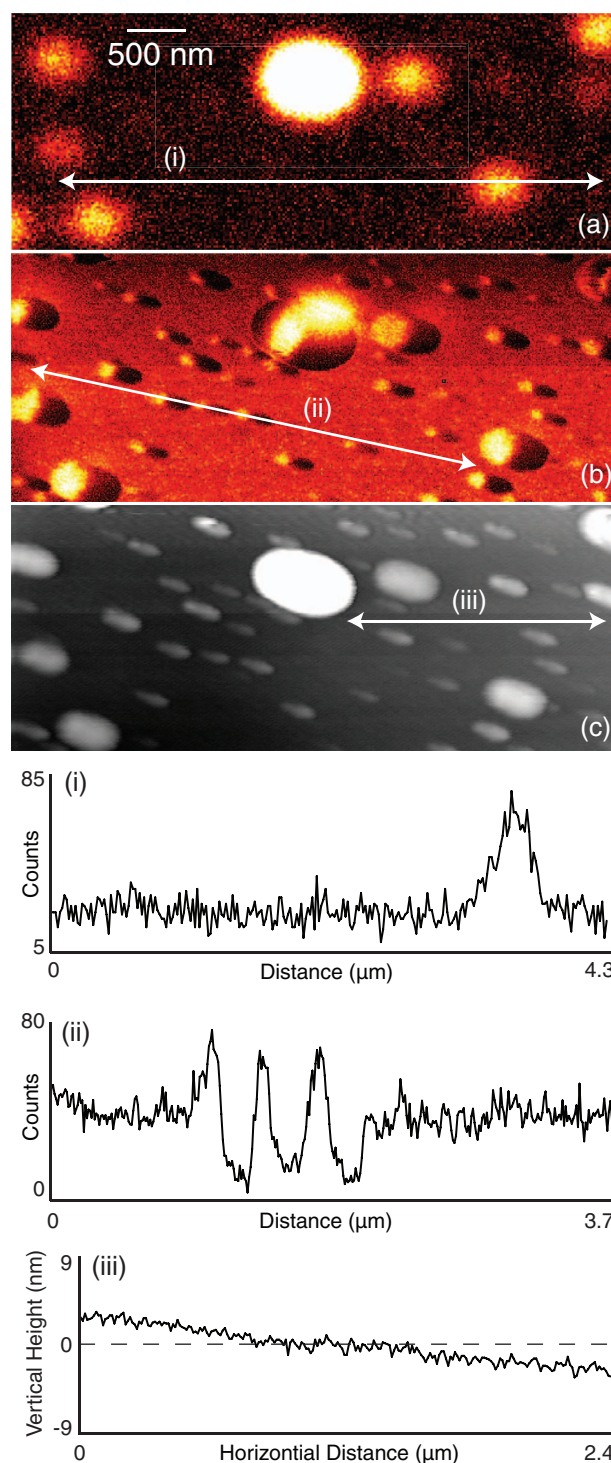 500 nm
(i)
(a)
(ii)
(b)
(iii)
(c)
85
(i)
Counts
5
0
Distance (µm)
4.3
80
(ii)
Counts
0
0
Distance (µm)
3.7
9
(iii)
Vertical Height (nm)
0
-9
0
Horizontial Distance (µm)
2.4